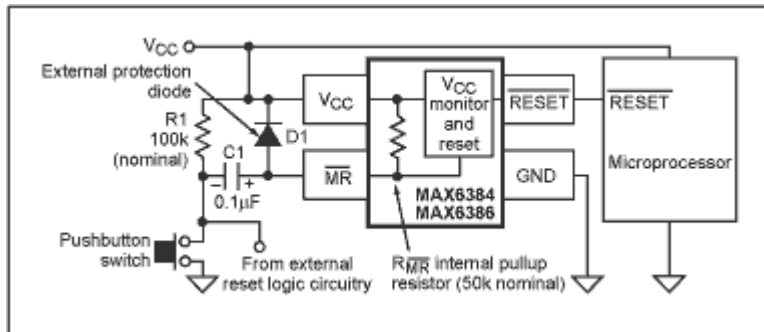 VCC
External protection
diode
R1
100k
(nominal)
C1
D1
− +
0.1µF
Pushbutton
switch
From external
reset logic circuitry
VCC
MR
VCC
monitor
and
reset
MAX6384
MAX6386
RMR internal pullup
resistor (50k nominal)
RESET
GND
RESET
Microprocessor